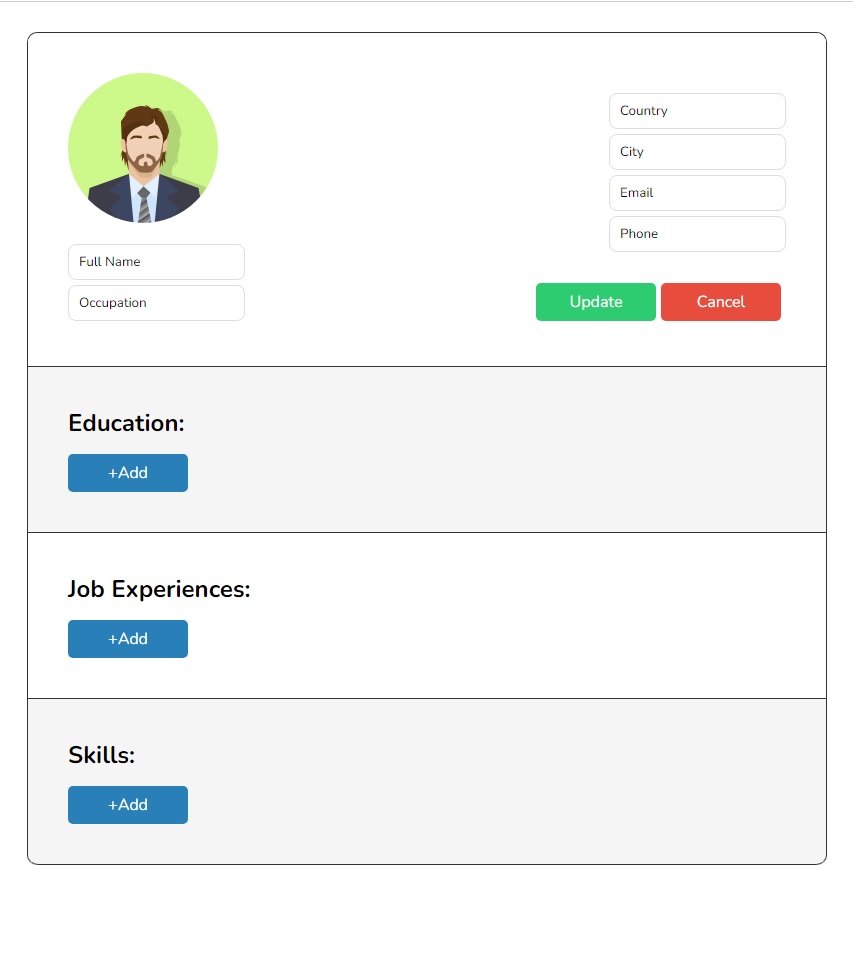 Country
City
Email
Phone
Full Name
Occupation
Update
Cancel
Education:
+Add
Job Experiences:
+Add
Skills:
+Add